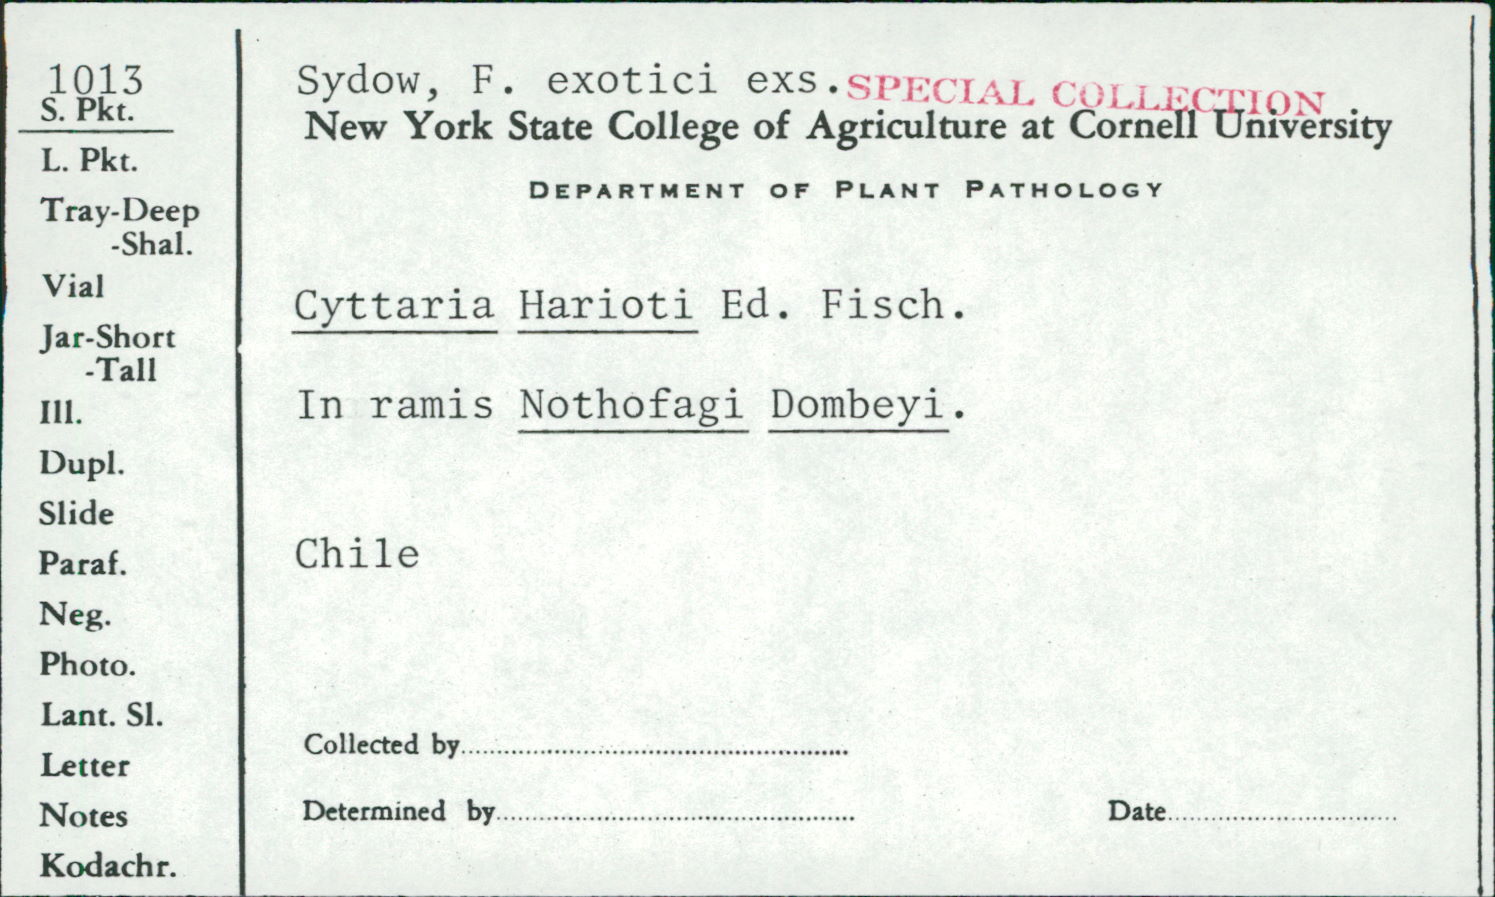 1013
S. Pkt.
L. Pkt.
Tray-Deep
-Shal.
Vial
Jar-Short
-Tall
Ill.
Dupl.
Slide
Paraf.
Neg.
Photo.
Lant. Sl.
Letter
Notes
Kodachr.
Sydow, F. exotici exs. SPECIAL COLLECTION
New York State College of Agriculture at Cornell University
DEPARTMENT OF PLANT PATHOLOGY
Cyttaria Harioti Ed. Fisch.
In ramis Nothofagi Dombeyi.
Chile
Collected by
Determined by
Date